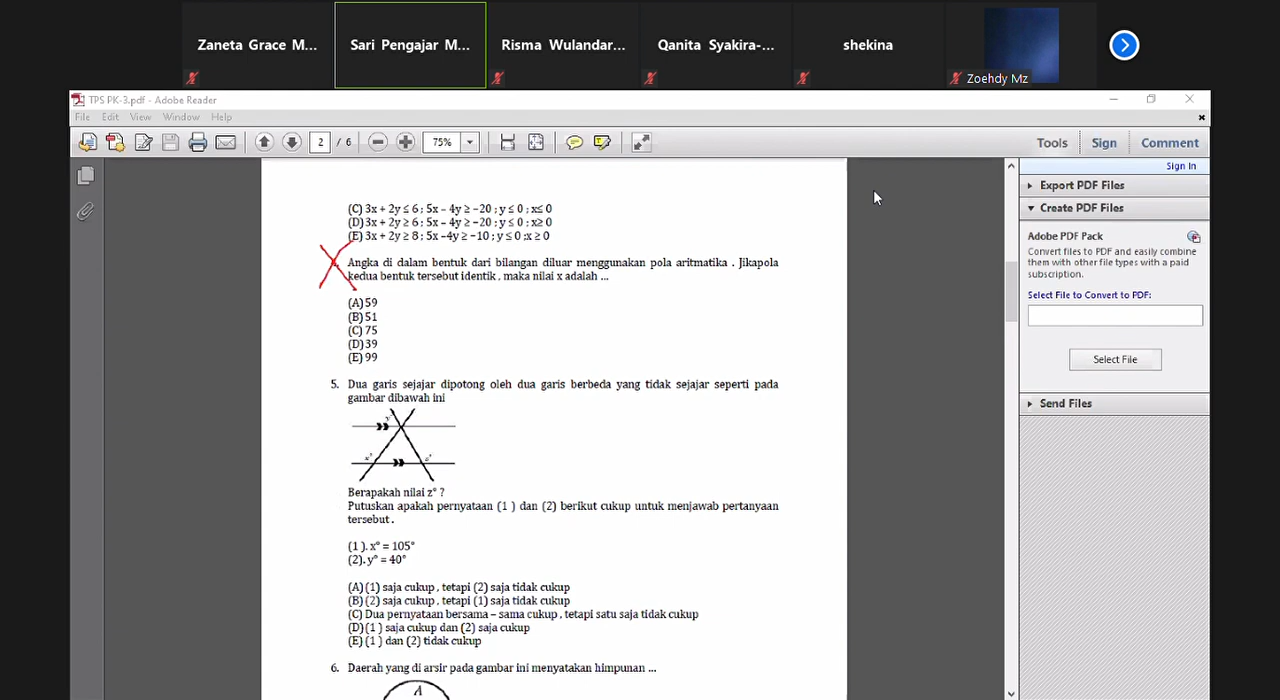 Zaneta Grace M... Sari Pengajar M... Risma Wulandar... Qanita Syakira-... shekina Zoehdy Mz
TPS PK-3.pdf - Adobe Reader
File Edit View Window Help
2 / 6 75% Tools Sign Comment
Sign In
Export PDF Files
Create PDF Files
Adobe PDF Pack
Convert files to PDF and easily combine
them with other file types with a paid
subscription.
Select File to Convert to PDF:
Select File
Send Files
(C) 3x + 2y ≤ 6 ; 5x – 4y ≥ –20 ; y ≤ 0 ; x≤ 0
(D) 3x + 2y ≥ 6 ; 5x – 4y ≥ –20 ; y ≤ 0 ; x≥ 0
(E) 3x + 2y ≥ 8 ; 5x –4y ≥ –10 ; y ≤ 0 ;x ≥ 0
Angka di dalam bentuk dari bilangan diluar menggunakan pola aritmatika . Jikapola
kedua bentuk tersebut identik , maka nilai x adalah ...
(A) 59
(B) 51
(C) 75
(D) 39
(E) 99
5. Dua garis sejajar dipotong oleh dua garis berbeda yang tidak sejajar seperti pada
gambar dibawah ini
y°
x° z°
Berapakah nilai z° ?
Putuskan apakah pernyataan (1 ) dan (2) berikut cukup untuk menjawab pertanyaan
tersebut .
(1 ). x° = 105°
(2). y° = 40°
(A) (1) saja cukup , tetapi (2) saja tidak cukup
(B) (2) saja cukup , tetapi (1) saja tidak cukup
(C) Dua pernyataan bersama – sama cukup , tetapi satu saja tidak cukup
(D) (1 ) saja cukup dan (2) saja cukup
(E) (1 ) dan (2) tidak cukup
6. Daerah yang di arsir pada gambar ini menyatakan himpunan ...
A